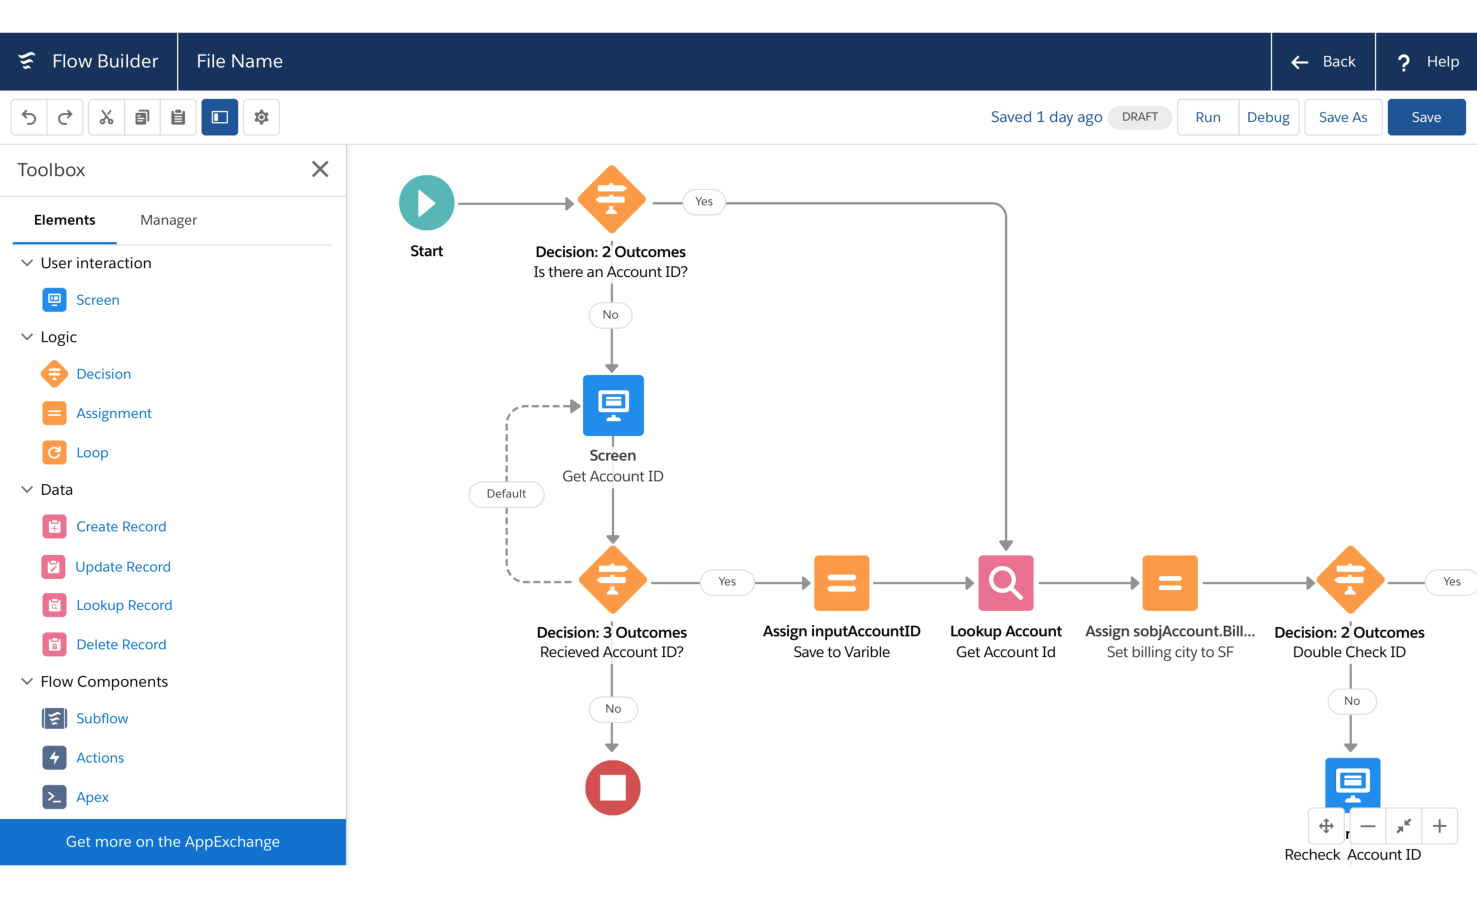 Flow Builder
File Name
Back
? Help
Saved 1 day ago
DRAFT
Run
Debug
Save As
Save
Toolbox
Elements
Manager
User interaction
Screen
Logic
Decision
Assignment
Loop
Data
Create Record
Update Record
Lookup Record
Delete Record
Flow Components
Subflow
Actions
Apex
Get more on the AppExchange
Start
Decision: 2 Outcomes
Is there an Account ID?
Yes
No
Screen
Get Account ID
Default
Decision: 3 Outcomes
Recieved Account ID?
Yes
No
Assign inputAccountID
Save to Varible
Lookup Account
Get Account Id
Assign sobjAccount.Bill...
Set billing city to SF
Decision: 2 Outcomes
Double Check ID
Yes
No
Recheck Account ID